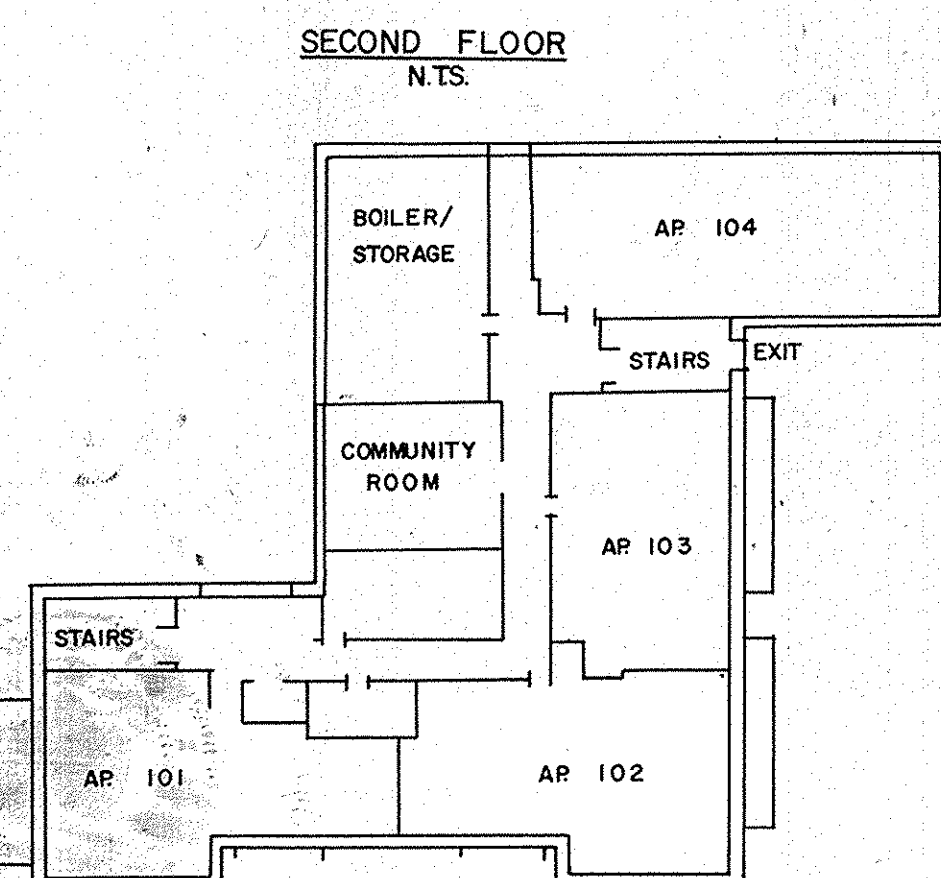 SECOND FLOOR
N.T.S.
BOILER/
STORAGE
AP. 104
STAIRS
EXIT
COMMUNITY
ROOM
AP. 103
STAIRS
AP. 101
AP. 102